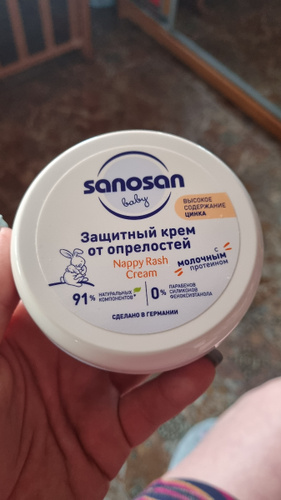 sanosan
baby
ВЫСОКОЕ
СОДЕРЖАНИЕ
ЦИНКА
Защитный крем
от опрелостей
Nappy Rash
Cream
с
молочным
протеином
91% НАТУРАЛЬНЫХ
КОМПОНЕНТОВ*
0% ПАРАБЕНОВ
СИЛИКОНОВ
ФЕНОКСИЭТАНОЛА
СДЕЛАНО В ГЕРМАНИИ